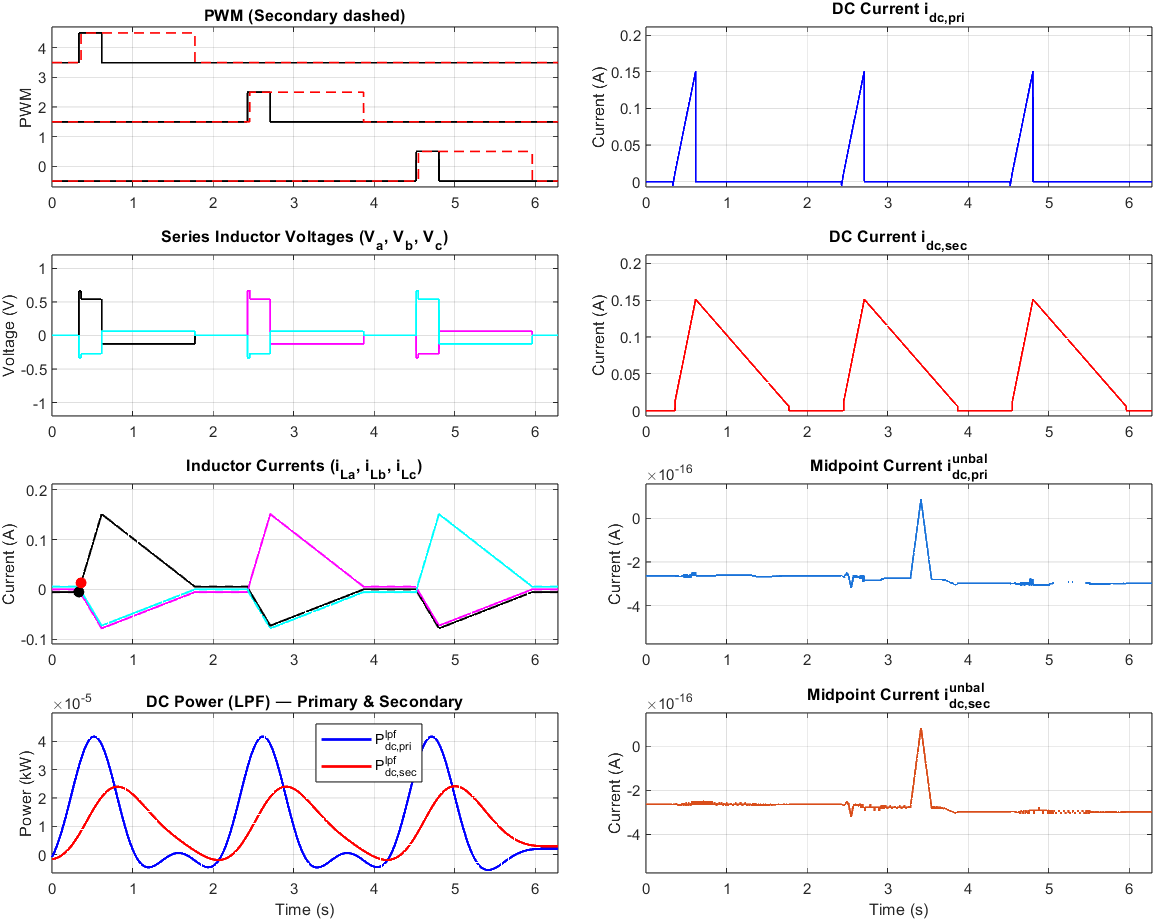 PWM (Secondary dashed)
PWM
4
3
2
1
0
0 1 2 3 4 5 6
DC Current i_dc,pri
Current (A)
0.2
0.15
0.1
0.05
0
0 1 2 3 4 5 6
Series Inductor Voltages (V_a, V_b, V_c)
Voltage (V)
1
0.5
0
-0.5
-1
0 1 2 3 4 5 6
DC Current i_dc,sec
Current (A)
0.2
0.15
0.1
0.05
0
0 1 2 3 4 5 6
Inductor Currents (i_La, i_Lb, i_Lc)
Current (A)
0.2
0.1
0
-0.1
0 1 2 3 4 5 6
×10^-16
Midpoint Current i_dc,pri^unbal
Current (A)
0
-2
-4
0 1 2 3 4 5 6
×10^-5
DC Power (LPF) — Primary & Secondary
P_dc,pri^lpf
P_dc,sec^lpf
Power (kW)
4
3
2
1
0
0 1 2 3 4 5 6
Time (s)
×10^-16
Midpoint Current i_dc,sec^unbal
Current (A)
0
-2
-4
0 1 2 3 4 5 6
Time (s)